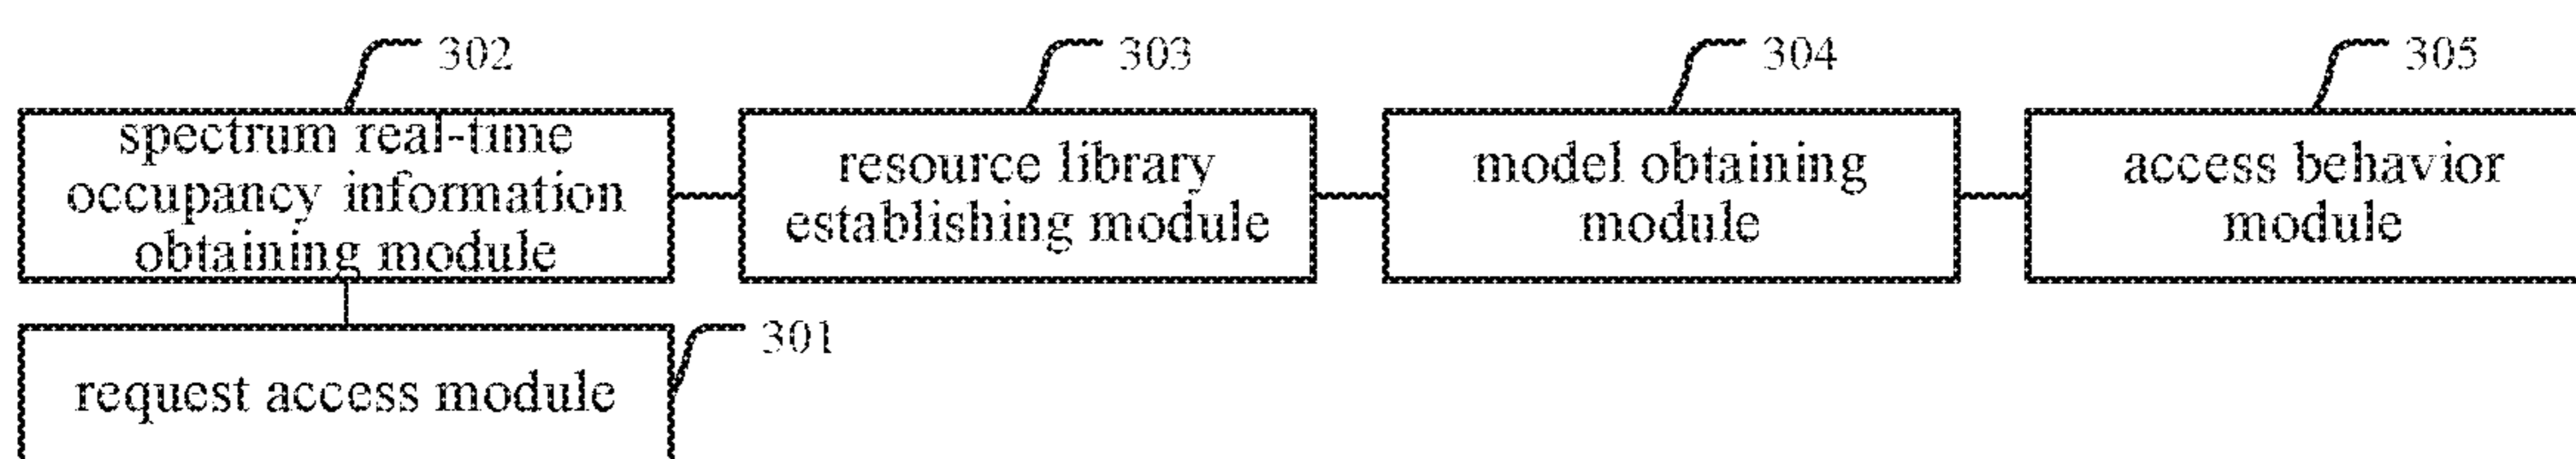 302
303
304
305
spectrum real-time
occupancy information
obtaining module
resource library
establishing module
model obtaining
module
access behavior
module
301
request access module